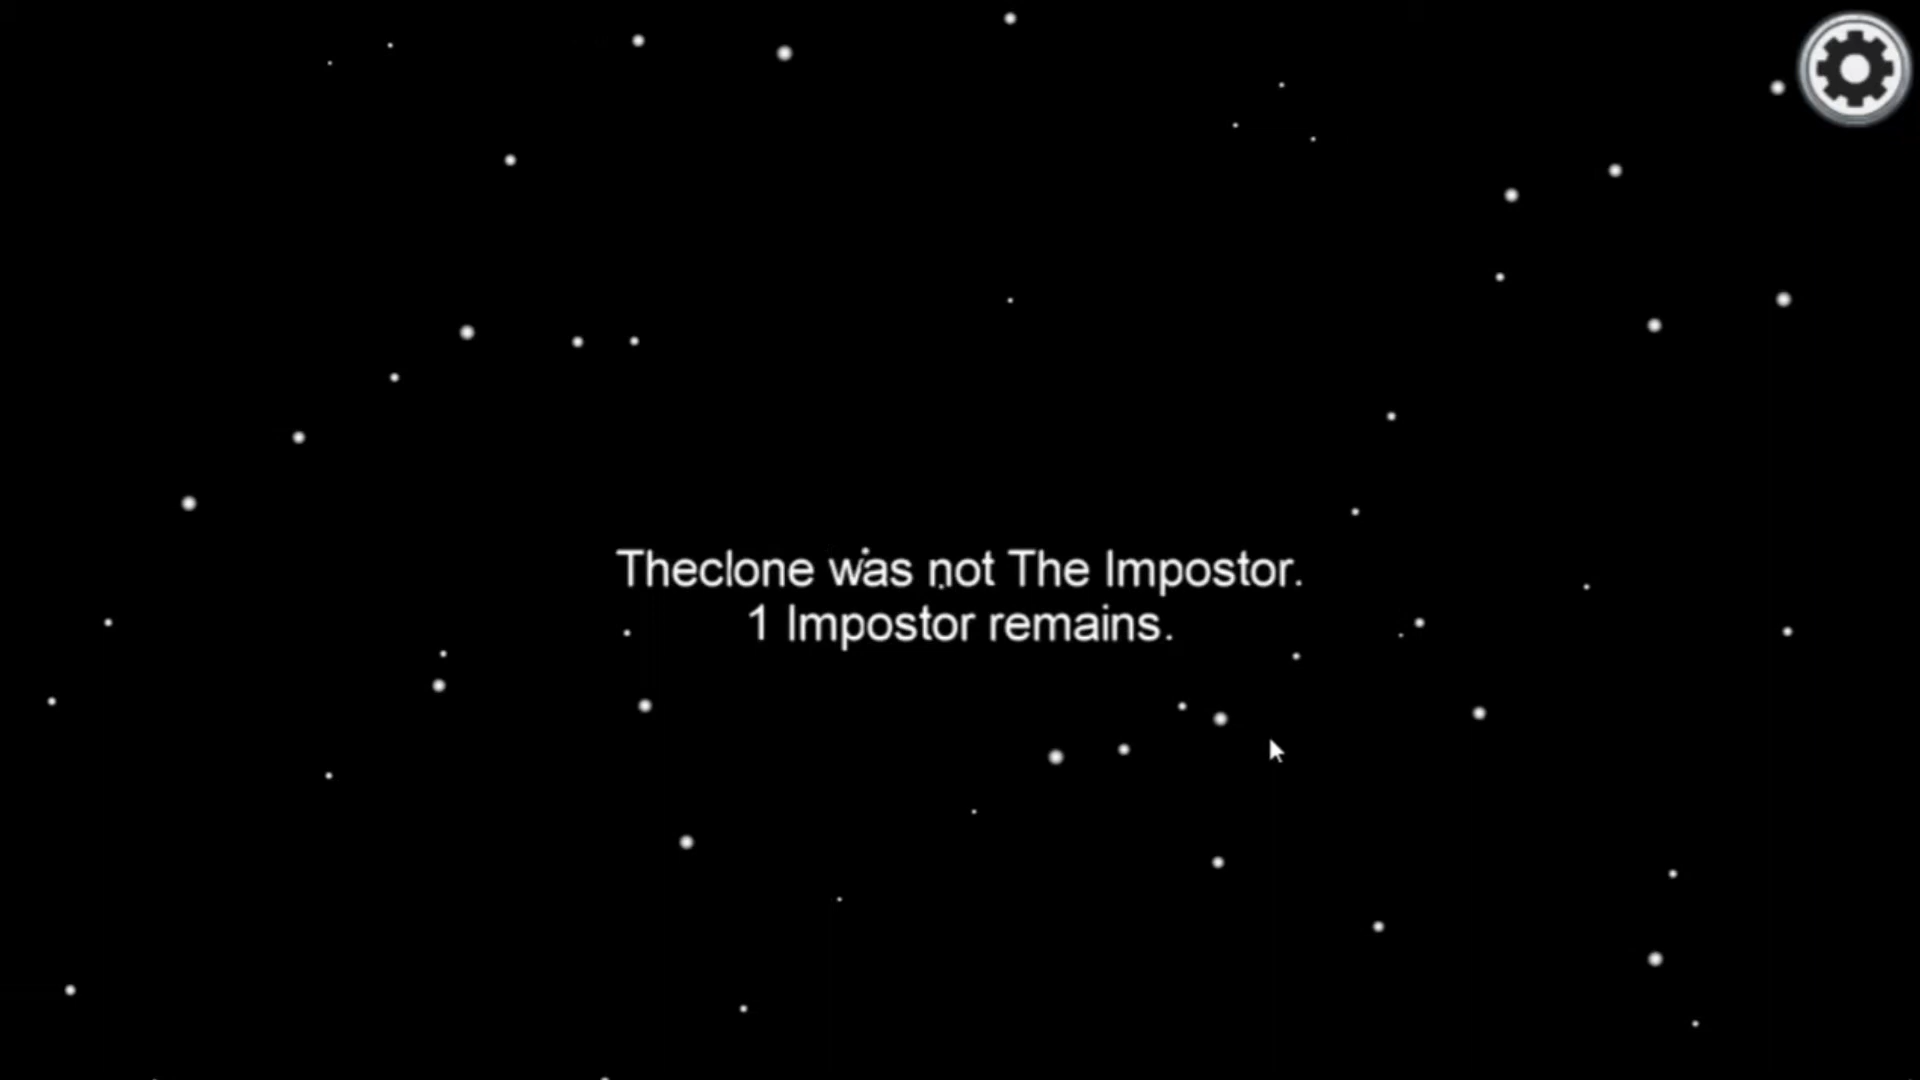 Theclone was not The Impostor.
1 Impostor remains.